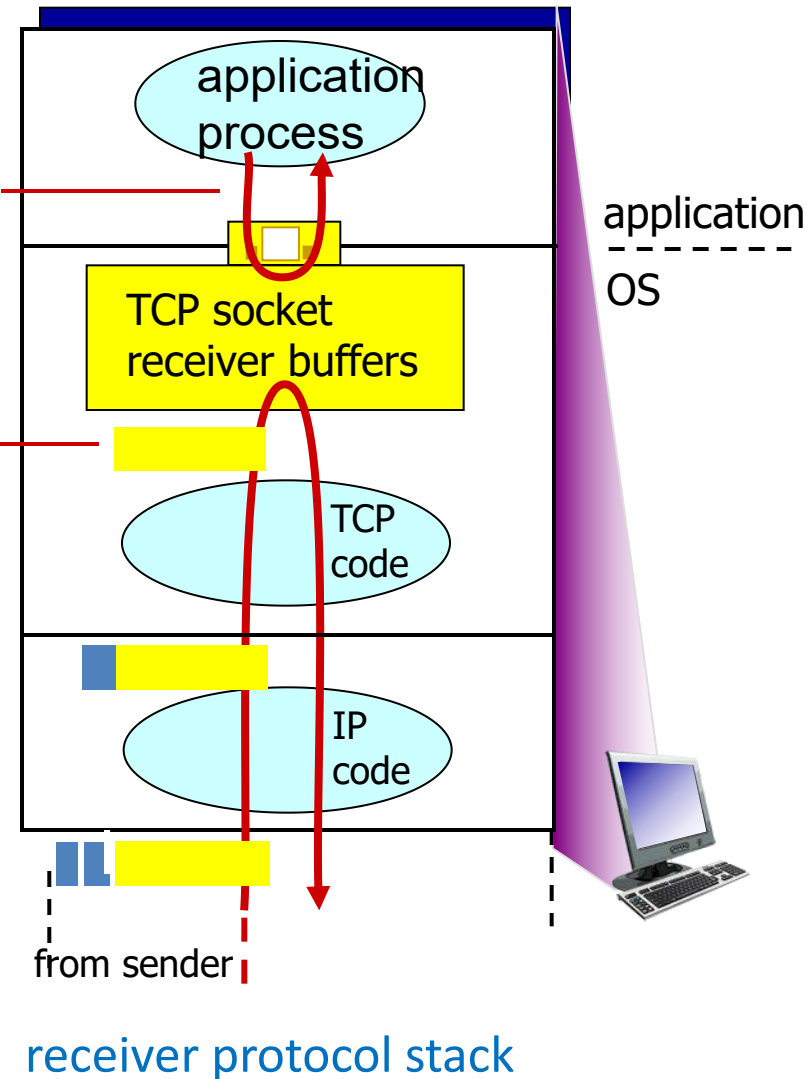 application
process
application
OS
TCP socket
receiver buffers
TCP
code
IP
code
from sender
receiver protocol stack